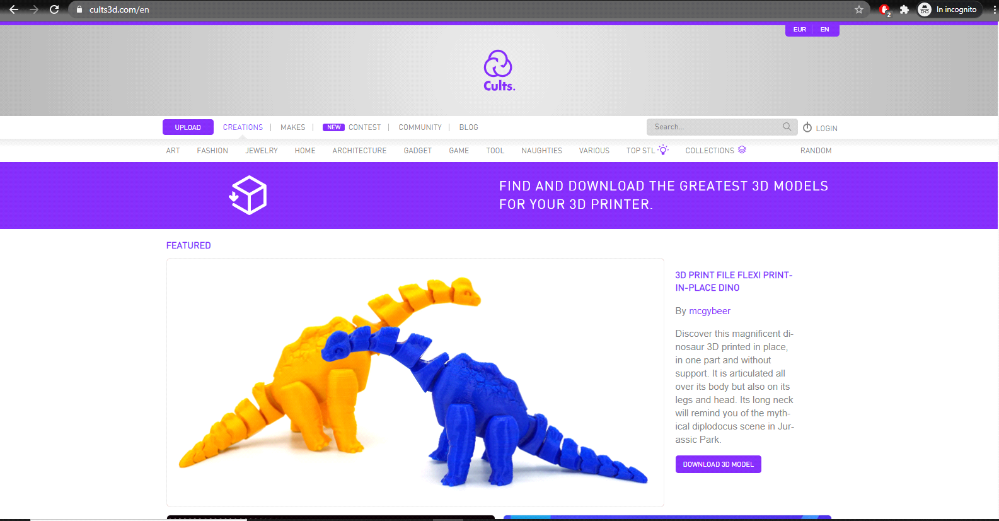 cults3d.com/en
2
In incognito
EUR
EN
Cults.
UPLOAD
CREATIONS
MAKES
NEW CONTEST
COMMUNITY
BLOG
Search...
LOGIN
ART
FASHION
JEWELRY
HOME
ARCHITECTURE
GADGET
GAME
TOOL
NAUGHTIES
VARIOUS
TOP STL
COLLECTIONS
RANDOM
FIND AND DOWNLOAD THE GREATEST 3D MODELS
FOR YOUR 3D PRINTER.
FEATURED
3D PRINT FILE FLEXI PRINT-
IN-PLACE DINO
By mcgybeer
Discover this magnificent di-
nosaur 3D printed in place,
in one part and without
support. It is articulated all
over its body but also on its
legs and head. Its long neck
will remind you of the myth-
ical diplodocus scene in Jur-
assic Park.
DOWNLOAD 3D MODEL